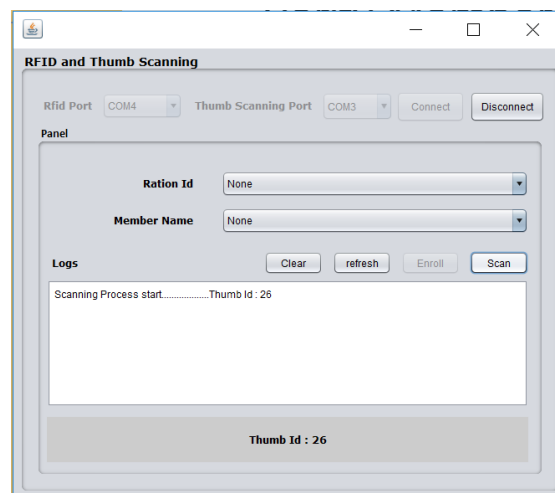 RFID and Thumb Scanning
Rfid Port COM4 Thumb Scanning Port COM3 Connect Disconnect
Panel
Ration Id None
Member Name None
Logs Clear refresh Enroll Scan
Scanning Process start..................Thumb Id : 26
Thumb Id : 26